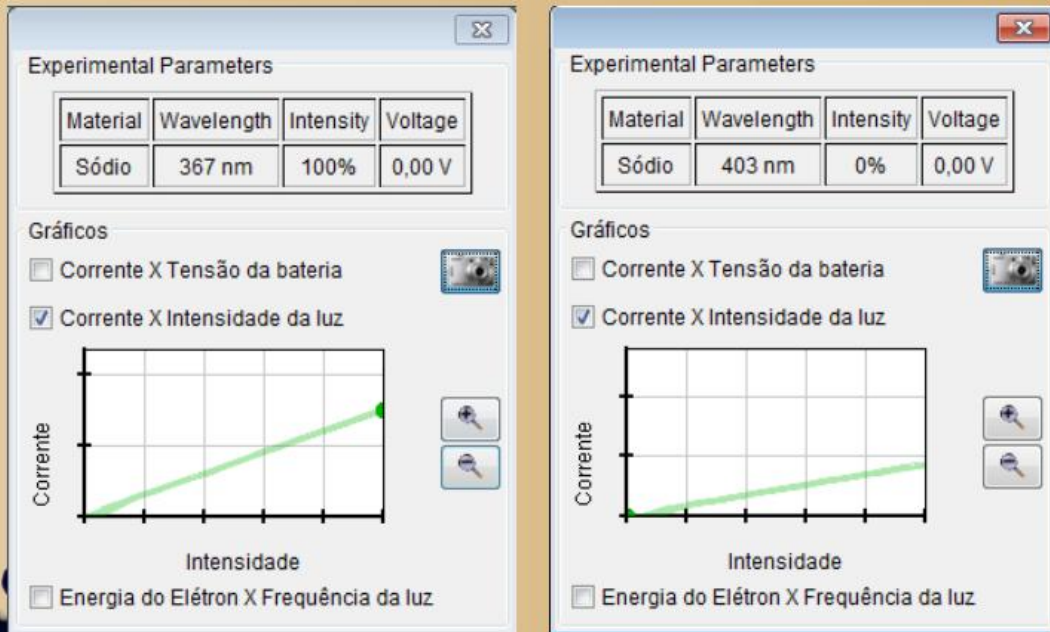 Experimental Parameters
Material Wavelength Intensity Voltage
Sódio 367 nm 100% 0,00 V
Gráficos
Corrente X Tensão da bateria
Corrente X Intensidade da luz
Corrente
Intensidade
Energia do Elétron X Frequência da luz
Experimental Parameters
Material Wavelength Intensity Voltage
Sódio 403 nm 0% 0,00 V
Gráficos
Corrente X Tensão da bateria
Corrente X Intensidade da luz
Corrente
Intensidade
Energia do Elétron X Frequência da luz